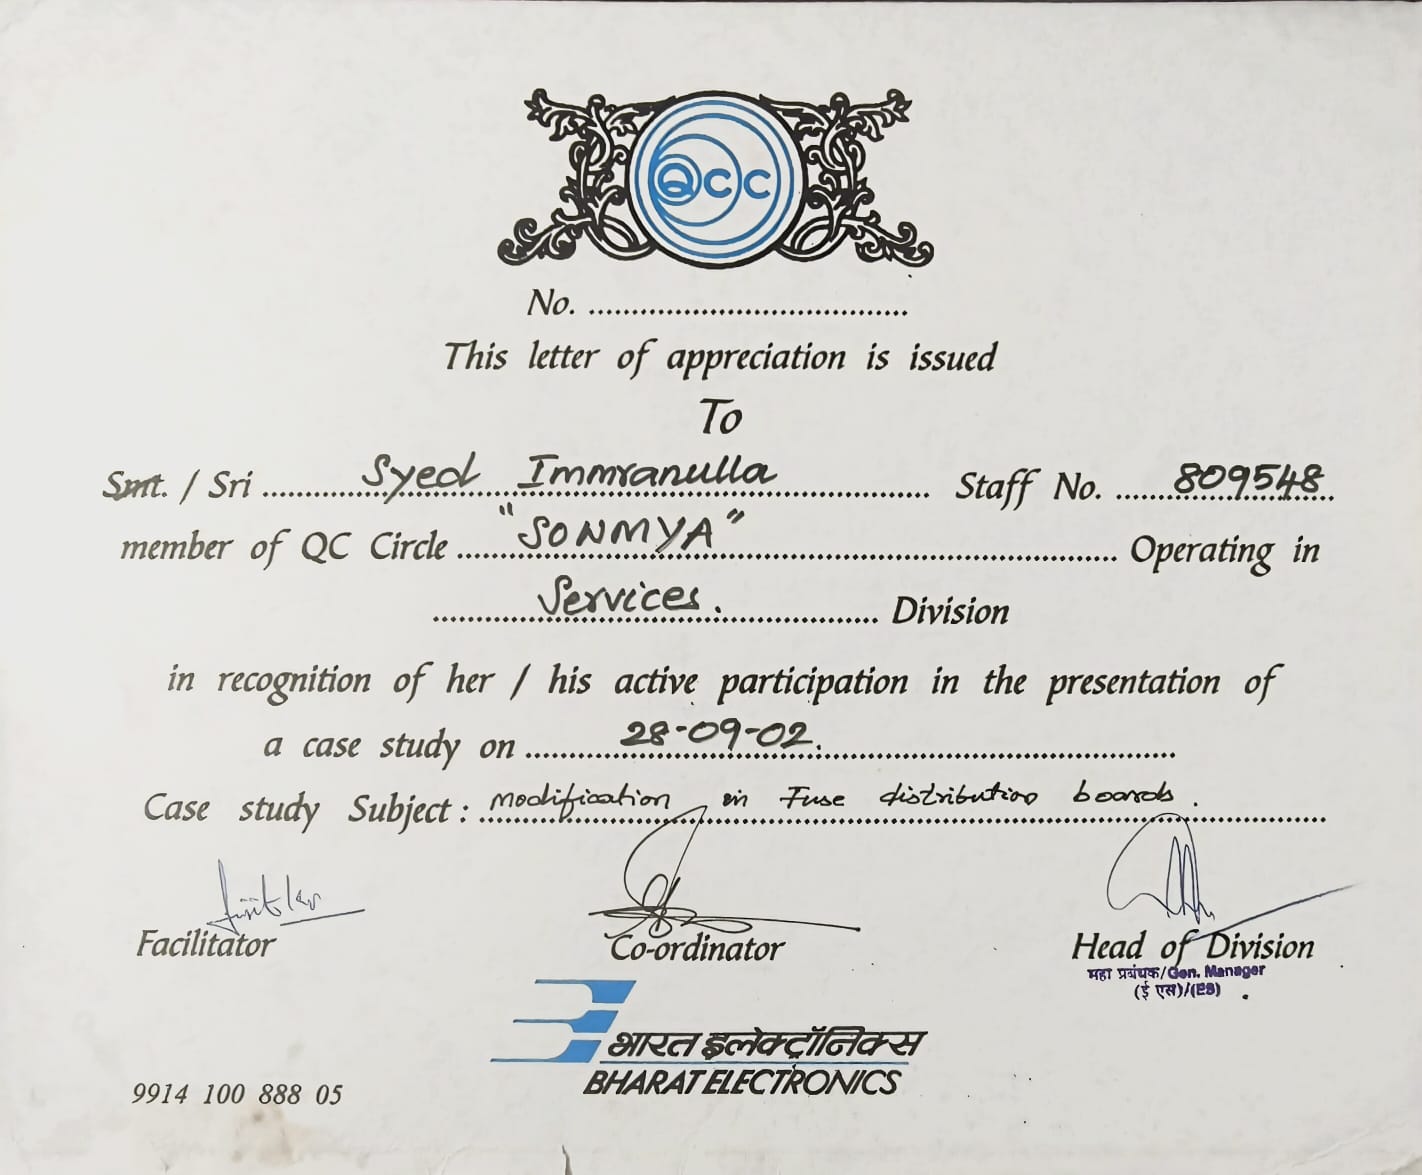 QCC
No. ......................................
This letter of appreciation is issued
To
Smt. / Sri Syed Immranulla Staff No. 809548
member of QC Circle "SONMYA" Operating in
Services. Division
in recognition of her / his active participation in the presentation of
a case study on 28-09-02.
Case study Subject : modification in Fuse distribution boards.
Facilitator Co-ordinator Head of Division
महा प्रबंधक/Gen. Manager
(ई एस)/(ES)
भारत इलेक्ट्रॉनिक्स
BHARAT ELECTRONICS
9914 100 888 05